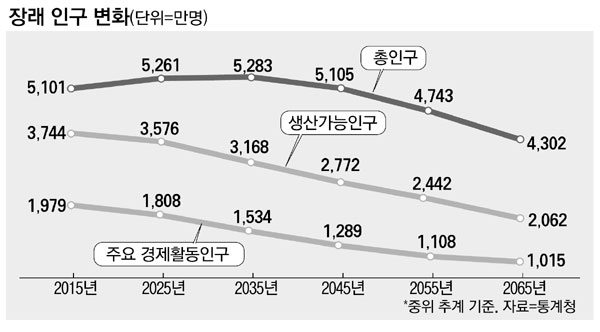 장래 인구 변화(단위=만명)
총인구
5,101 5,261 5,283 5,105 4,743 4,302
생산가능인구
3,744 3,576 3,168 2,772 2,442 2,062
1,979 1,808 1,534 1,289 1,108 1,015
주요 경제활동인구
2015년 2025년 2035년 2045년 2055년 2065년
*중위 추계 기준, 자료=통계청